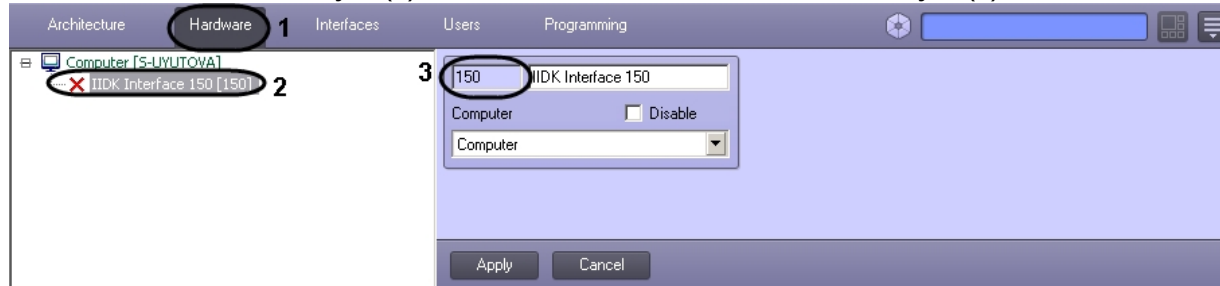 Architecture Hardware 1 Interfaces Users Programming
Computer [S-UYUTOVA]
IIDK Interface 150 [150] 2
3 150 IIDK Interface 150
Computer Disable
Computer
Apply Cancel